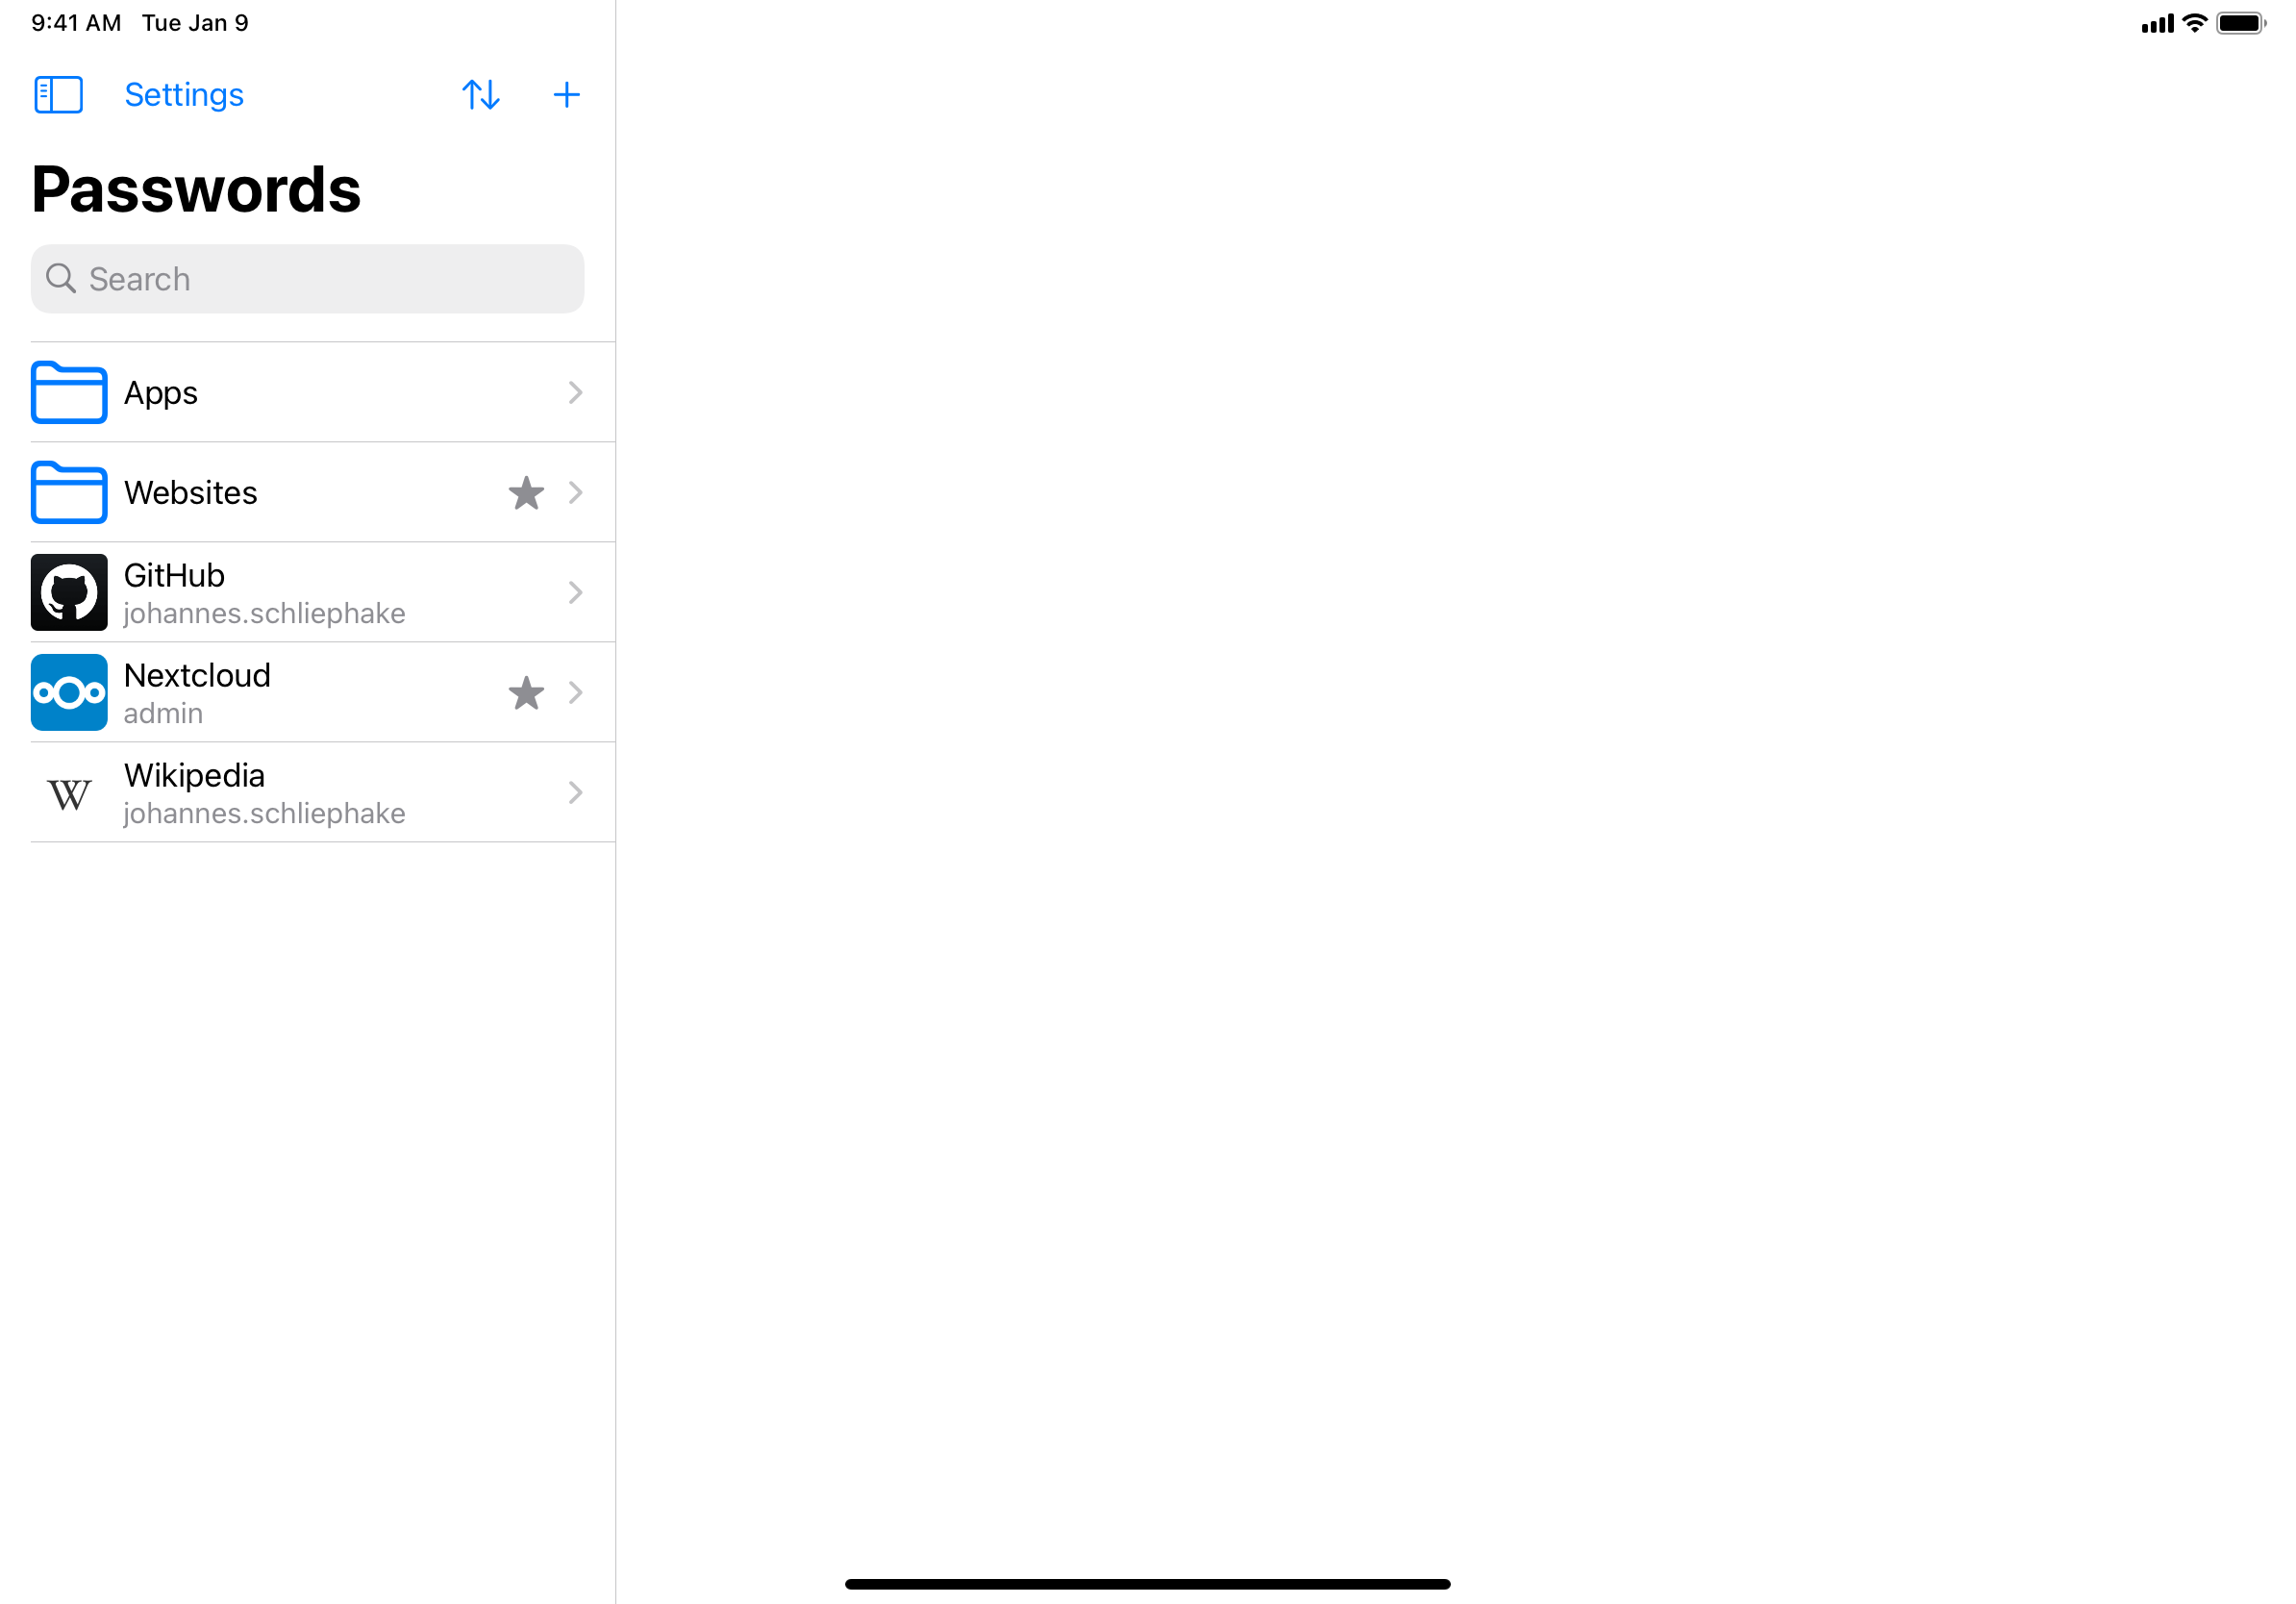 9:41 AM Tue Jan 9
Settings
Passwords
Search
Apps
Websites
GitHub
johannes.schliephake
Nextcloud
admin
W
Wikipedia
johannes.schliephake